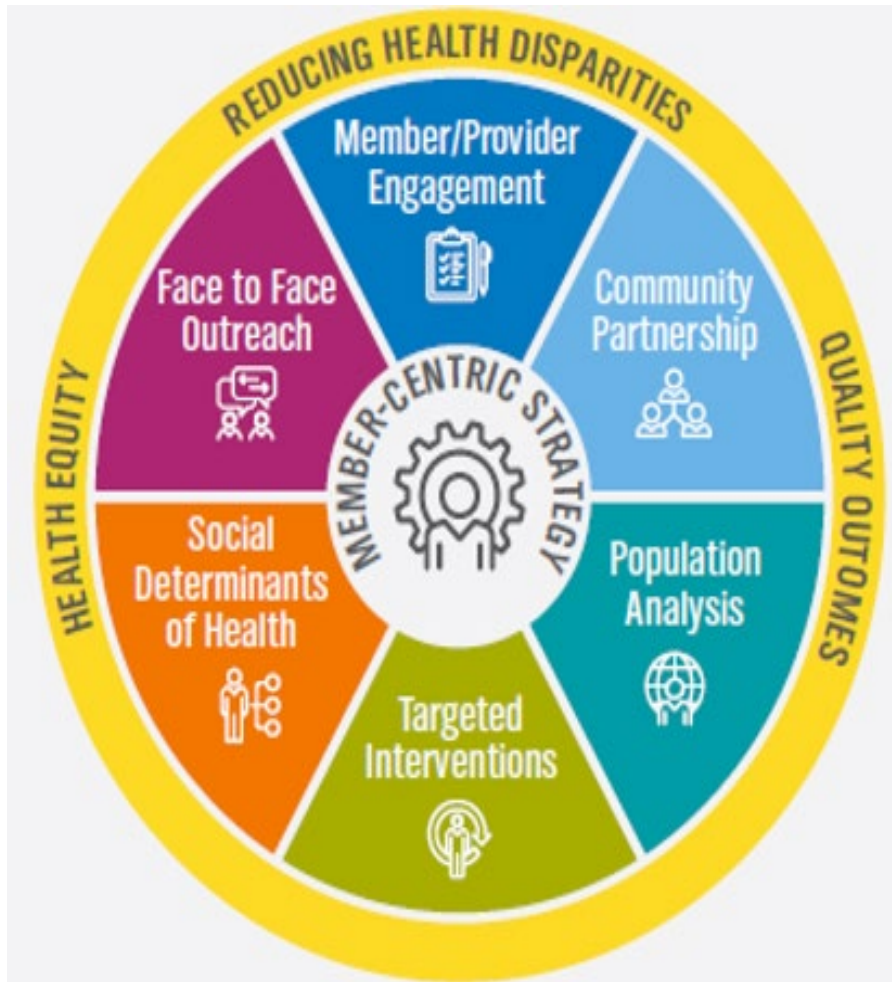 REDUCING HEALTH DISPARITIES
Member/Provider
Engagement
Face to Face
Outreach
Community
Partnership
HEALTH EQUITY
MEMBER-CENTRIC STRATEGY
QUALITY OUTCOMES
Social
Determinants
of Health
Population
Analysis
Targeted
Interventions